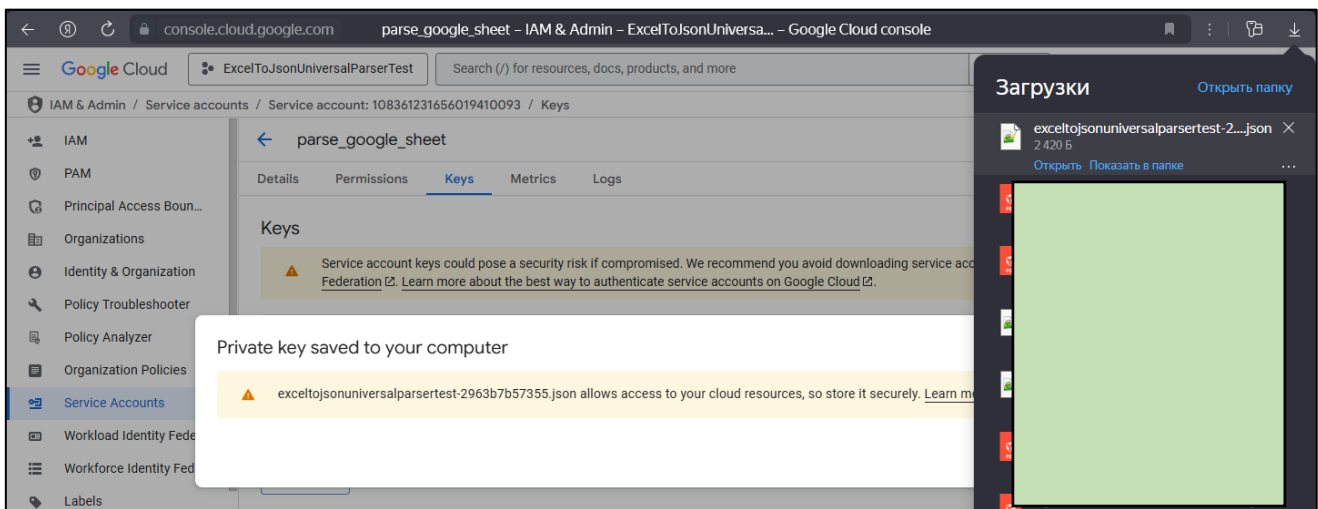 console.cloud.google.com parse_google_sheet – IAM & Admin – ExcelToJsonUniversa... – Google Cloud console
Google Cloud
ExcelToJsonUniversalParserTest
Search (/) for resources, docs, products, and more
IAM & Admin / Service accounts / Service account: 108361231656019410093 / Keys
IAM
PAM
Principal Access Boun...
Organizations
Identity & Organization
Policy Troubleshooter
Policy Analyzer
Organization Policies
Service Accounts
Workload Identity Fede
Workforce Identity Fed
Labels
parse_google_sheet
Details Permissions Keys Metrics Logs
Keys
Service account keys could pose a security risk if compromised. We recommend you avoid downloading service acc
Federation. Learn more about the best way to authenticate service accounts on Google Cloud.
Private key saved to your computer
exceltojsonuniversalparsertest-2963b7b57355.json allows access to your cloud resources, so store it securely. Learn m
Загрузки
Открыть папку
exceltojsonuniversalparsertest-2....json
2 420 Б
Открыть Показать в папке